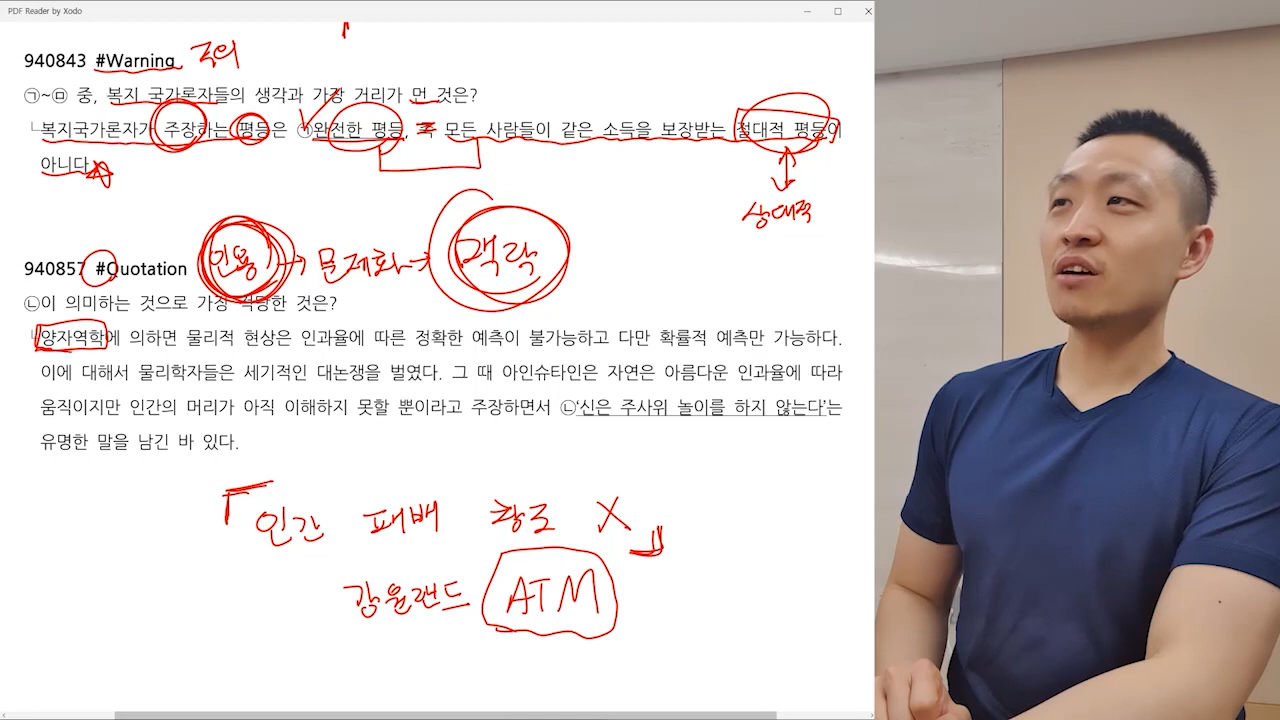 PDF Reader by Xodo
940843 #Warning 주의
㉠~㉤ 중, 복지 국가론자들의 생각과 가장 거리가 먼 것은?
└복지국가론자가 주장하는 평등은 ㉠완전한 평등, 즉 모든 사람들이 같은 소득을 보장받는 절대적 평등이
아니다.
상대적
인용 → 문제화 → 맥락
940857 #Quotation
㉡이 의미하는 것으로 가장 적당한 것은?
└양자역학에 의하면 물리적 현상은 인과율에 따른 정확한 예측이 불가능하고 다만 확률적 예측만 가능하다.
이에 대해서 물리학자들은 세기적인 대논쟁을 벌였다. 그 때 아인슈타인은 자연은 아름다운 인과율에 따라
움직이지만 인간의 머리가 아직 이해하지 못할 뿐이라고 주장하면서 ㉡‘신은 주사위 놀이를 하지 않는다’는
유명한 말을 남긴 바 있다.
「인간 패배 창조 X」
강원랜드 ATM